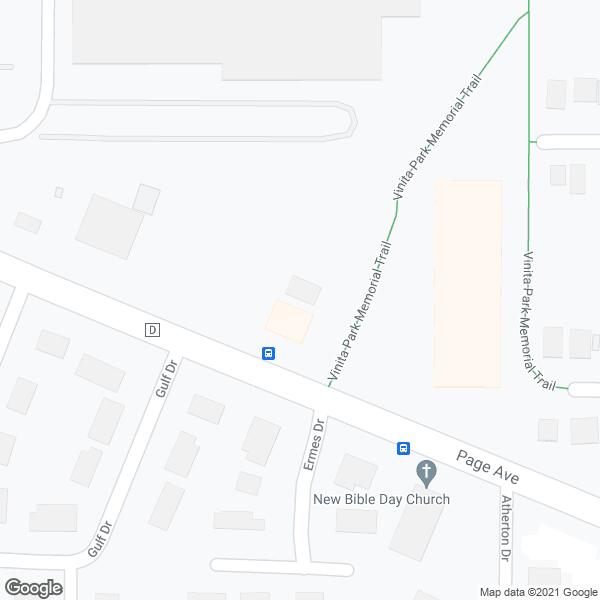 Vinita Park Memorial Trail
Vinita Park Memorial Trail
Vinita Park Memorial Trail
D
Gulf Dr
Ermes Dr
Page Ave
New Bible Day Church
Gulf Dr
Atherton Dr
Google
Google
Map data ©2021 Google